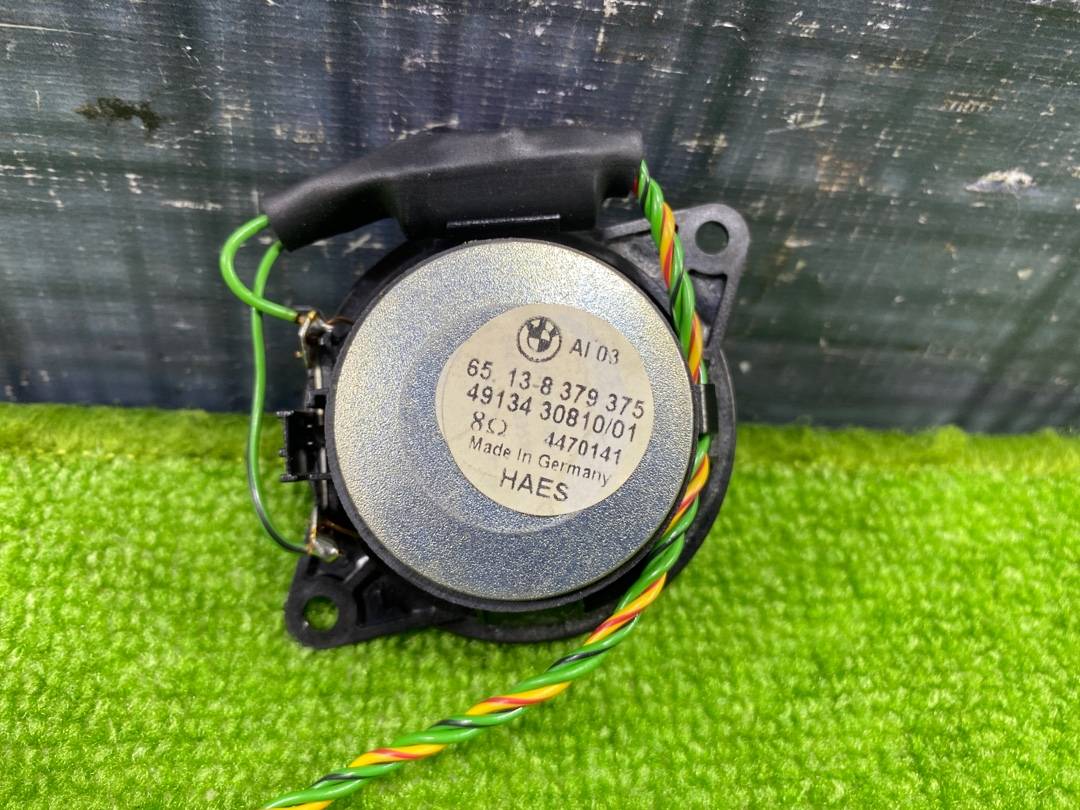 AI 03
65. 13-8 379 375
49134 30810/01
8Ω 4470141
Made In Germany
HAES